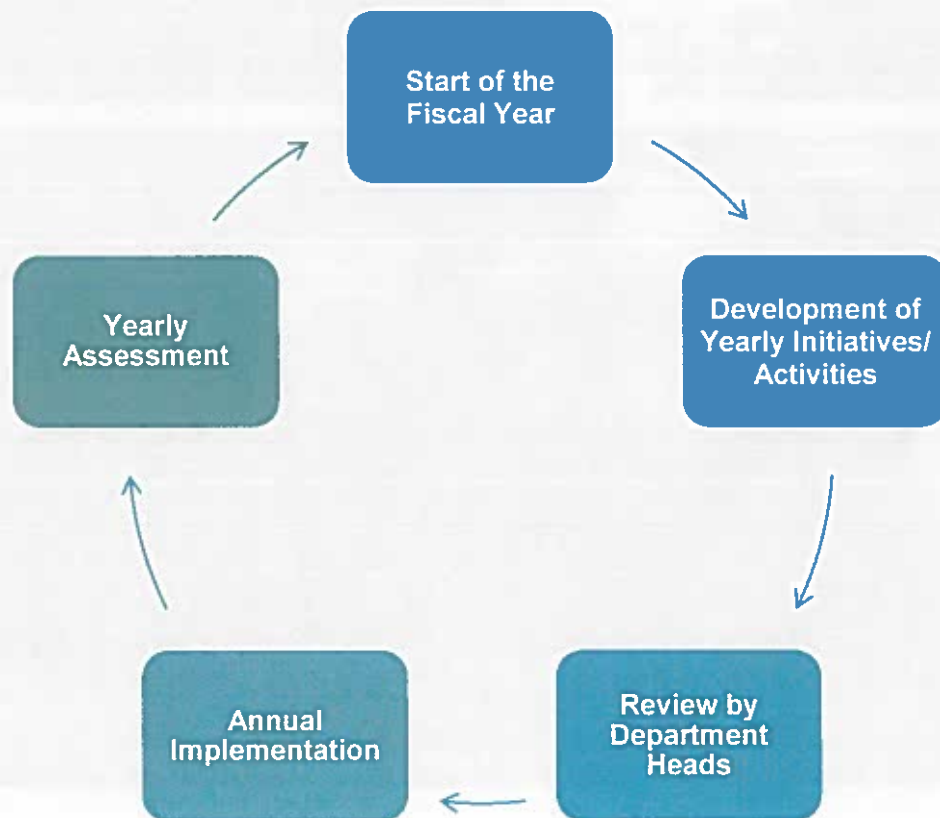 Start of the
Fiscal Year
Development of
Yearly Initiatives/
Activities
Review by
Department
Heads
Annual
Implementation
Yearly
Assessment